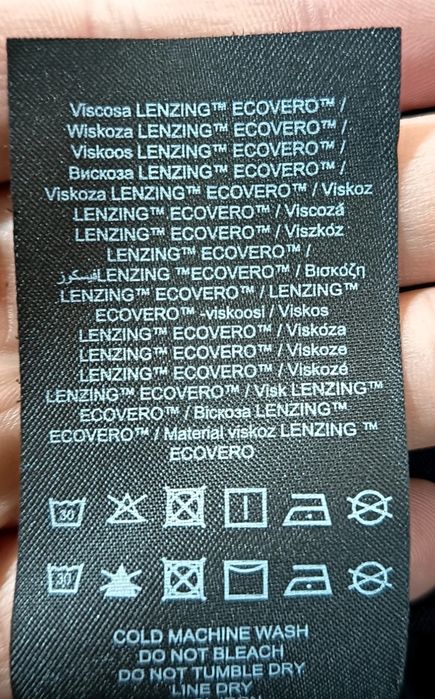 Viscosa LENZING™ ECOVERO™ /
Wiskoza LENZING™ ECOVERO™ /
Viskoos LENZING™ ECOVERO™ /
Вискоза LENZING™ ECOVERO™ /
Viskoza LENZING™ ECOVERO™ / Viskoz
LENZING™ ECOVERO™ / Viscoză
LENZING™ ECOVERO™ / Viszkóz
LENZING™ ECOVERO™ /
فيسكوزLENZING ™ECOVERO™ / Βισκόζη
LENZING™ ECOVERO™ / LENZING™
ECOVERO™ -viskoosi / Viskos
LENZING™ ECOVERO™ / Viskóza
LENZING™ ECOVERO™ / Viskoze
LENZING™ ECOVERO™ / Viskozė
LENZING™ ECOVERO™ / Visk LENZING™
ECOVERO™ / Віскоза LENZING™
ECOVERO™ / Material viskoz LENZING ™
ECOVERO
30
30
COLD MACHINE WASH
DO NOT BLEACH
DO NOT TUMBLE DRY
LINE DRY